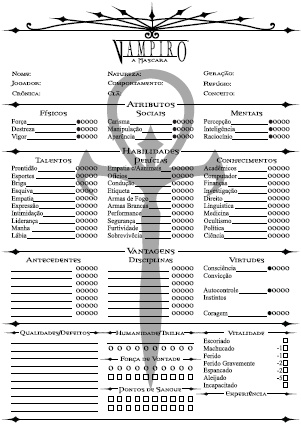 VAMPIRO
A MÁSCARA
Nome: Natureza: Geração:
Jogador: Comportamento: Refúgio:
Crônica: Clã: Conceito:
Atributos
Físicos Sociais Mentais
Força Carisma Percepção
Destreza Manipulação Inteligência
Vigor Aparência Raciocínio
Habilidades
Talentos Perícias Conhecimentos
Prontidão Empatia c/Animais Acadêmicos
Esportes Ofícios Computador
Briga Condução Finanças
Esquiva Etiqueta Investigação
Empatia Armas de Fogo Direito
Expressão Armas Brancas Linguística
Intimidação Performance Medicina
Liderança Segurança Ocultismo
Manha Furtividade Política
Lábia Sobrevivência Ciência
Vantagens
Antecedentes Disciplinas Virtudes
Consciência
Convicção
Autocontrole
Instintos
Coragem
Qualidades/Defeitos Humanidade/Trilha Vitalidade
Escoriado
Machucado -1
Ferido -1
Força de Vontade Ferido Gravemente -2
Espancado -2
Aleijado -5
Incapacitado
Pontos de Sangue Experiência